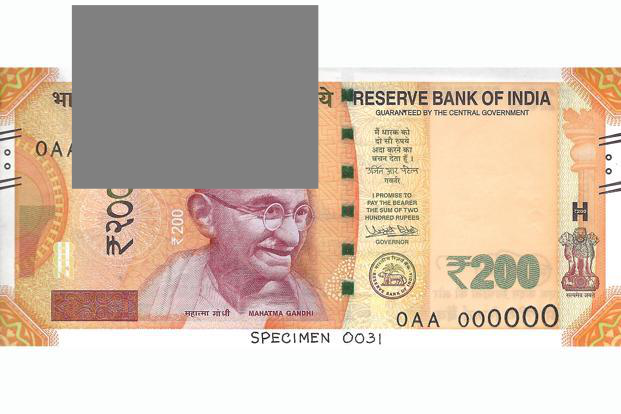 RESERVE BANK OF INDIA
GUARANTEED BY THE CENTRAL GOVERNMENT
0AA
मैं धारक को
दो सौ रुपए
अदा करने का
वचन देता हूँ।
उर्जित आर पटेल
गवर्नर
I PROMISE TO
PAY THE BEARER
THE SUM OF TWO
HUNDRED RUPEES
GOVERNOR
₹200
₹200
₹200
सत्यमेव जयते
0AA 000000
महात्मा गांधी
MAHATMA GANDHI
SPECIMEN 0031